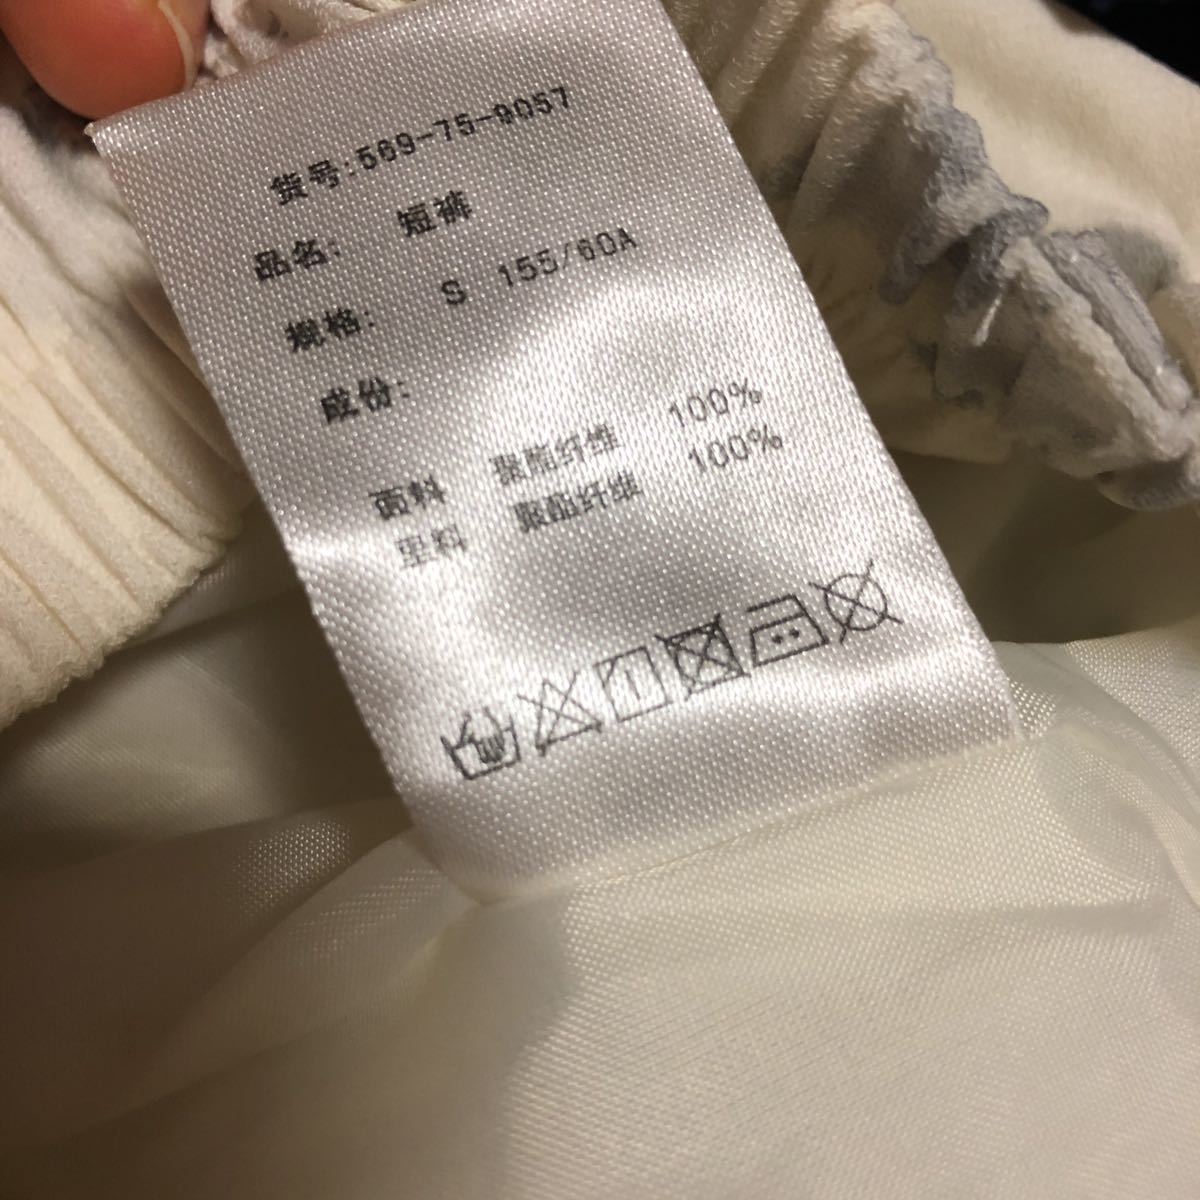 货号:569-75-9057
品名: 短裤
规格: S 155/60A
成份:
面料 聚酯纤维 100%
里料 聚酯纤维 100%